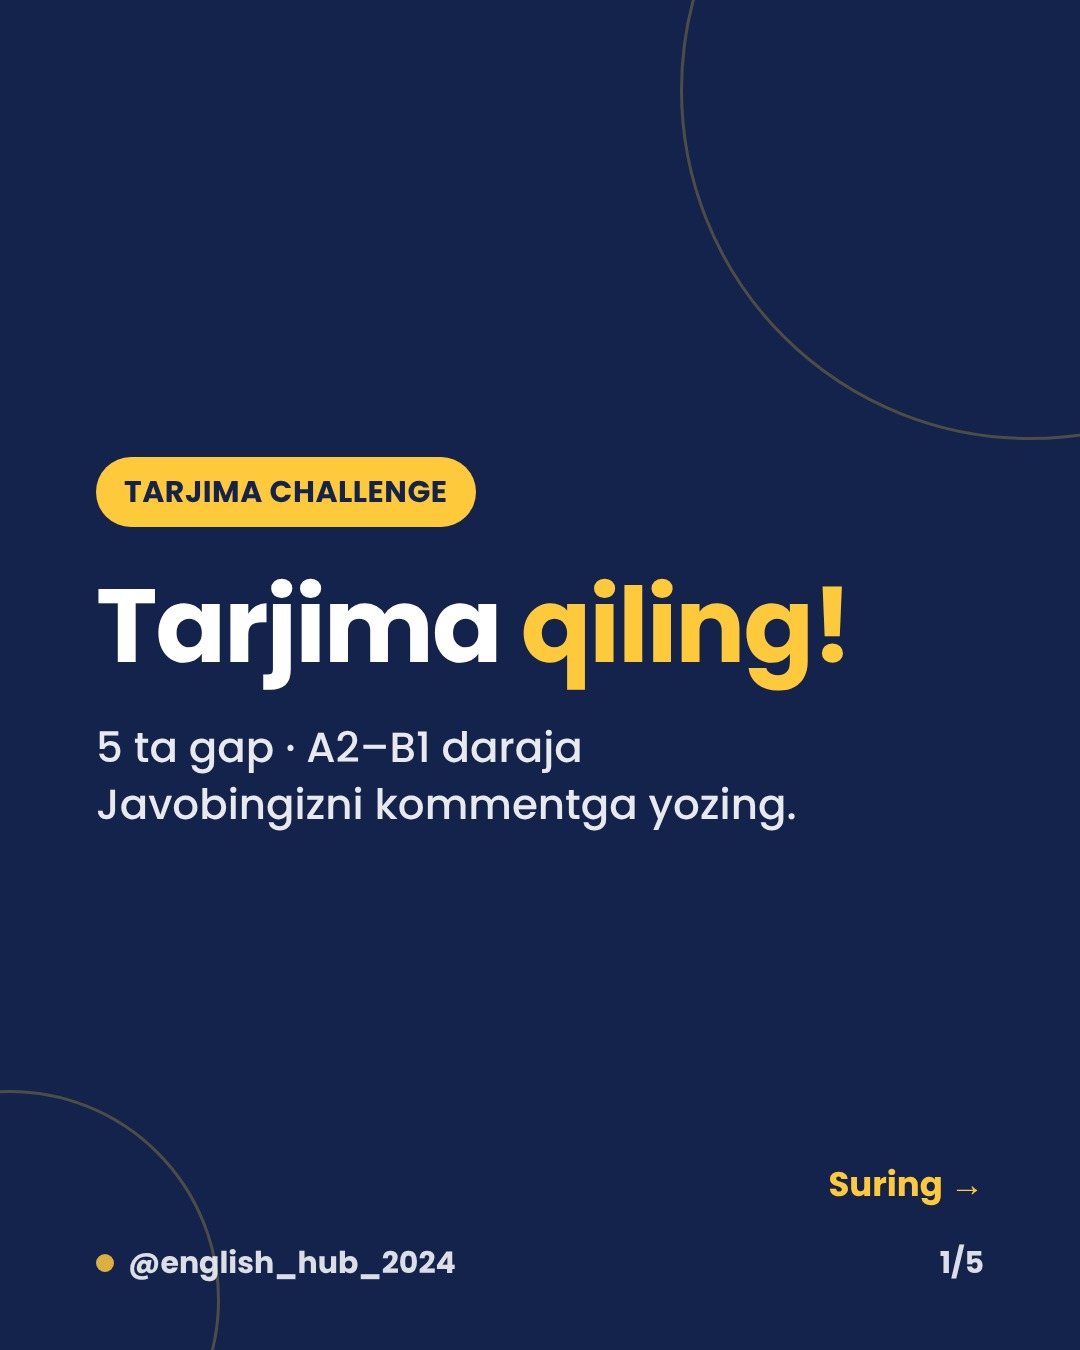 TARJIMA CHALLENGE
Tarjima qiling!
5 ta gap · A2–B1 daraja
Javobingizni kommentga yozing.
Suring →
@english_hub_2024
1/5